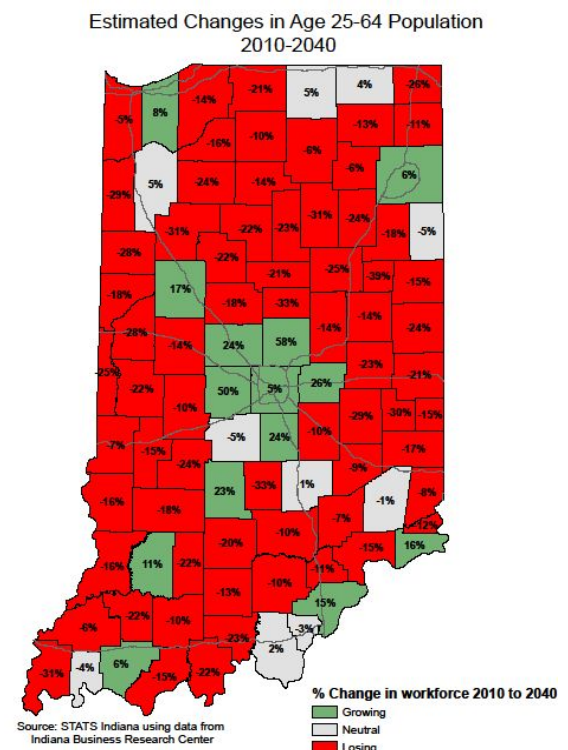 Estimated Changes in Age 25-64 Population
2010-2040
-5% 8% -14% -21% 5% 4% -26%
-16% -10% -6% -13% -11%
-29% 5% -24% -14% -6% 6%
-31% -22% -23% -31% -24% -18% -5%
-28% -22% -21% -25% -39% -15%
-18% 17% -18% -33% -14% -14% -24%
-28% -14% 24% 58% -23% -21%
-25% -22% -10% 50% 5% 26% -29% -30% -15%
-7% -15% -24% -5% 24% -10% -17%
-16% -18% 23% -33% 1% -9% -1% -8%
-12%
-16% 11% -22% -20% -10% -7% -15% 16%
-13% -10% -11% 15%
-6% -22% -10% -23% -3%
2%
-31% -4% 6% -15% -22%
% Change in workforce 2010 to 2040
Growing
Neutral
Losing
Source: STATS Indiana using data from
Indiana Business Research Center